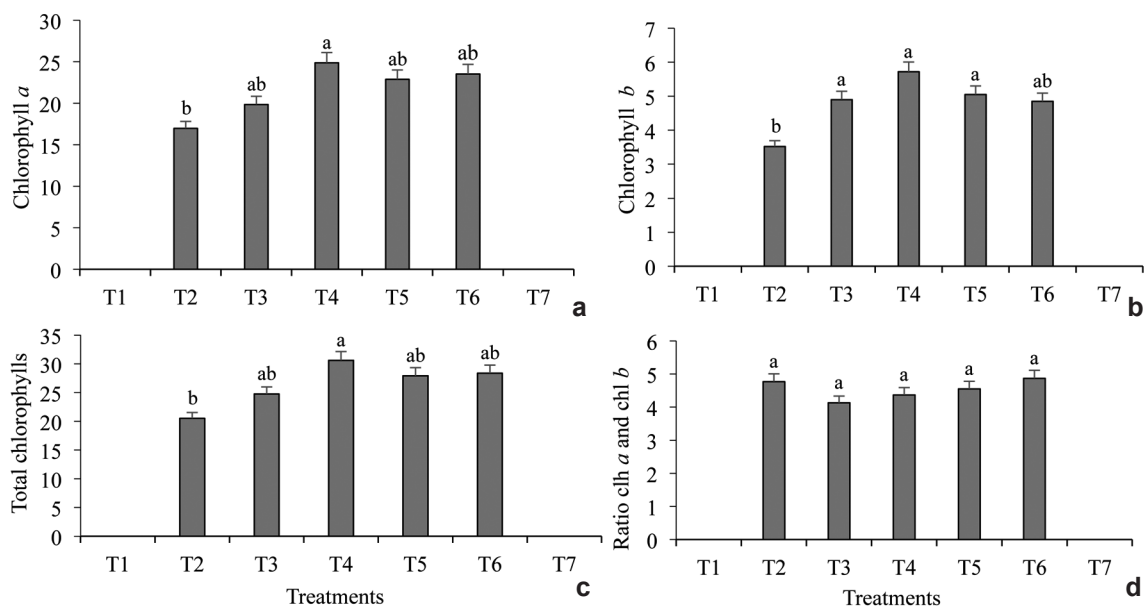 30
25
20
15
10
5
0
Chlorophyll a
b
ab
a
ab
ab
T1 T2 T3 T4 T5 T6 T7
a
7
6
5
4
3
2
1
0
Chlorophyll b
b
a
a
a
ab
T1 T2 T3 T4 T5 T6 T7
b
35
30
25
20
15
10
5
0
Total chlorophylls
b
ab
a
ab
ab
T1 T2 T3 T4 T5 T6 T7
Treatments
c
6
5
4
3
2
1
0
Ratio clh a and chl b
a
a
a
a
a
T1 T2 T3 T4 T5 T6 T7
Treatments
d